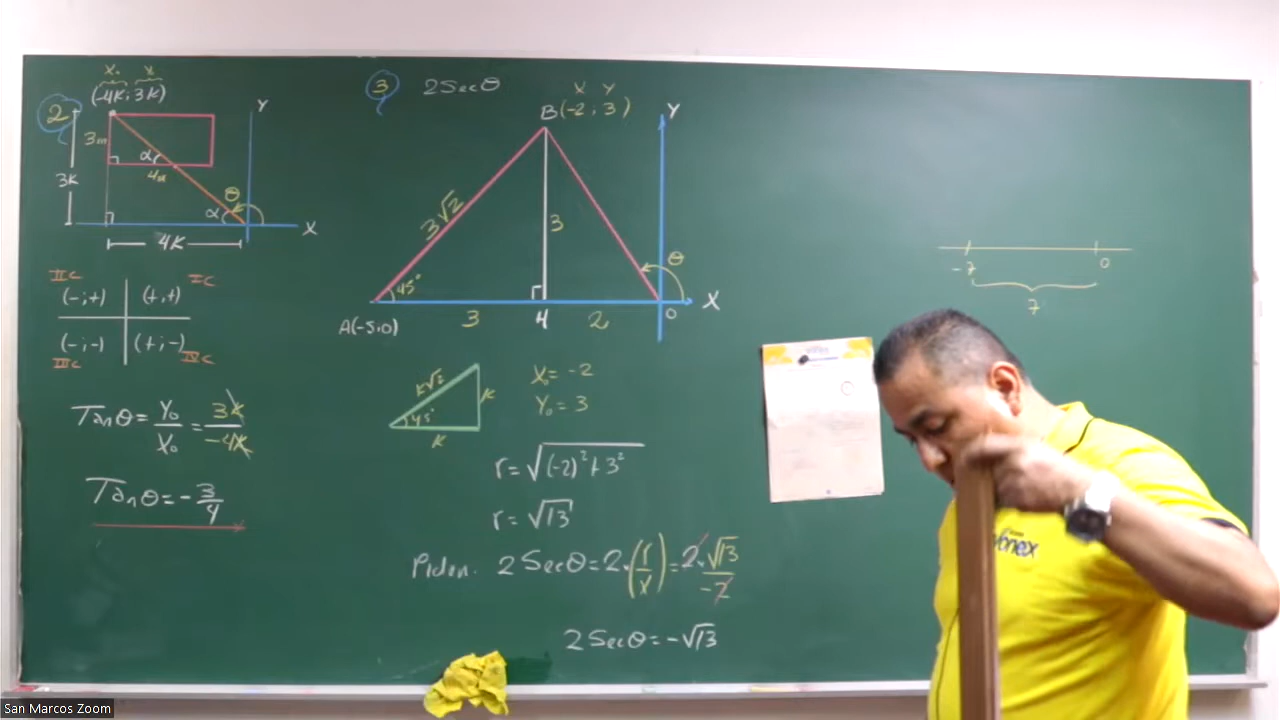 2
X₀ Y
(-4K; 3K)
Y
3m
α
4m
3K
θ
α
X
4K
IIC
IC
(-;+) (+;+)
(-;-) (+;-)
IIIC
IVC
Tanθ = Y₀/X₀ = 3K/-4K
Tanθ = -3/4
3
2Secθ
X Y
B(-2; 3)
Y
3√2
3
45°
θ
X
A(-5;0)
3
H
2
0
K√2
K
45°
K
X₀ = -2
Y₀ = 3
r = √((-2)²+3²)
r = √13
Piden. 2Secθ = 2·(r/x) = 2·√13/-2
2Secθ = -√13
-7
0
7
Vonex
San Marcos Zoom